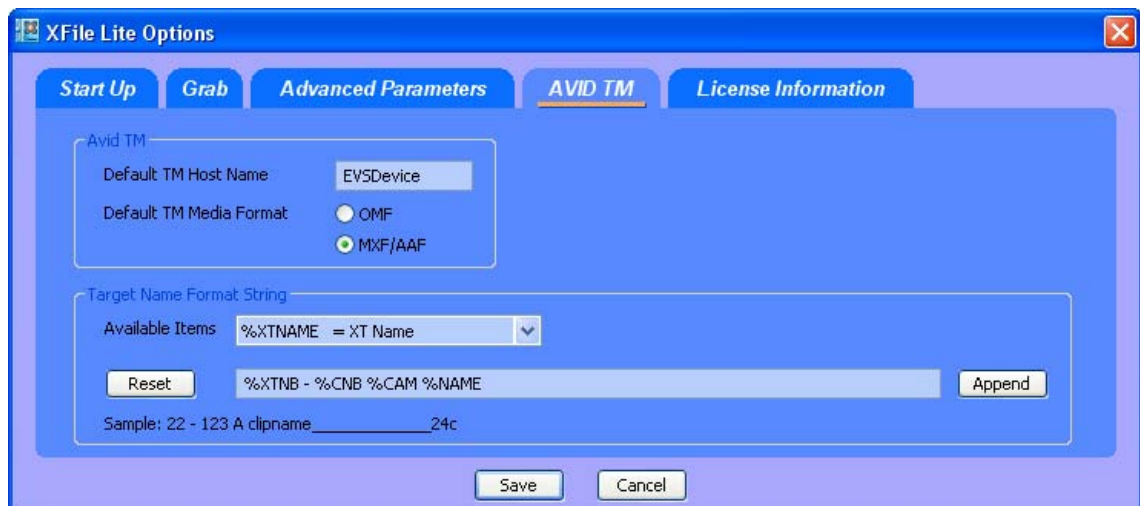 XFile Lite Options
Start Up Grab Advanced Parameters AVID TM License Information
Avid TM
Default TM Host Name EVSDevice
Default TM Media Format OMF
MXF/AAF
Target Name Format String
Available Items %XTNAME = XT Name
Reset %XTNB - %CNB %CAM %NAME Append
Sample: 22 - 123 A clipname______________24c
Save Cancel